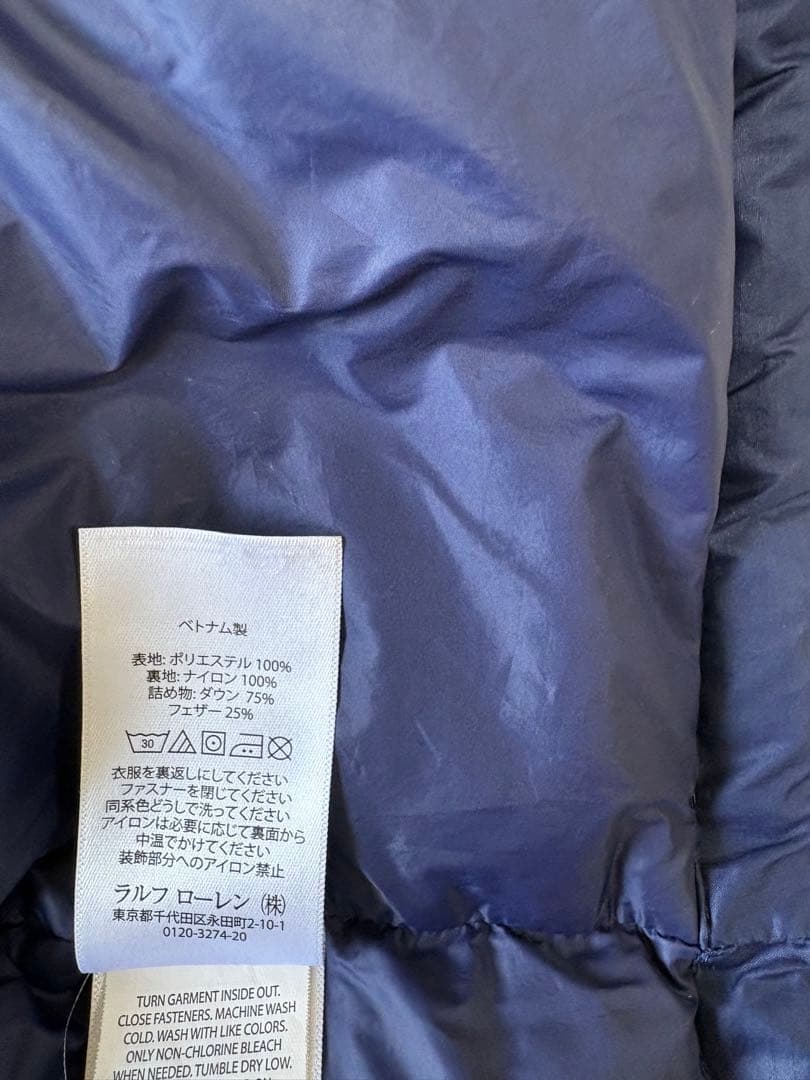 ベトナム製
表地: ポリエステル 100%
裏地: ナイロン 100%
詰め物: ダウン 75%
フェザー 25%
30
衣服を裏返しにしてください
ファスナーを閉じてください
同系色どうしで洗ってください
アイロンは必要に応じて裏面から
中温でかけてください
装飾部分へのアイロン禁止
ラルフ ローレン (株)
東京都千代田区永田町2-10-1
0120-3274-20
TURN GARMENT INSIDE OUT.
CLOSE FASTENERS. MACHINE WASH
COLD. WASH WITH LIKE COLORS.
ONLY NON-CHLORINE BLEACH
WHEN NEEDED. TUMBLE DRY LOW.